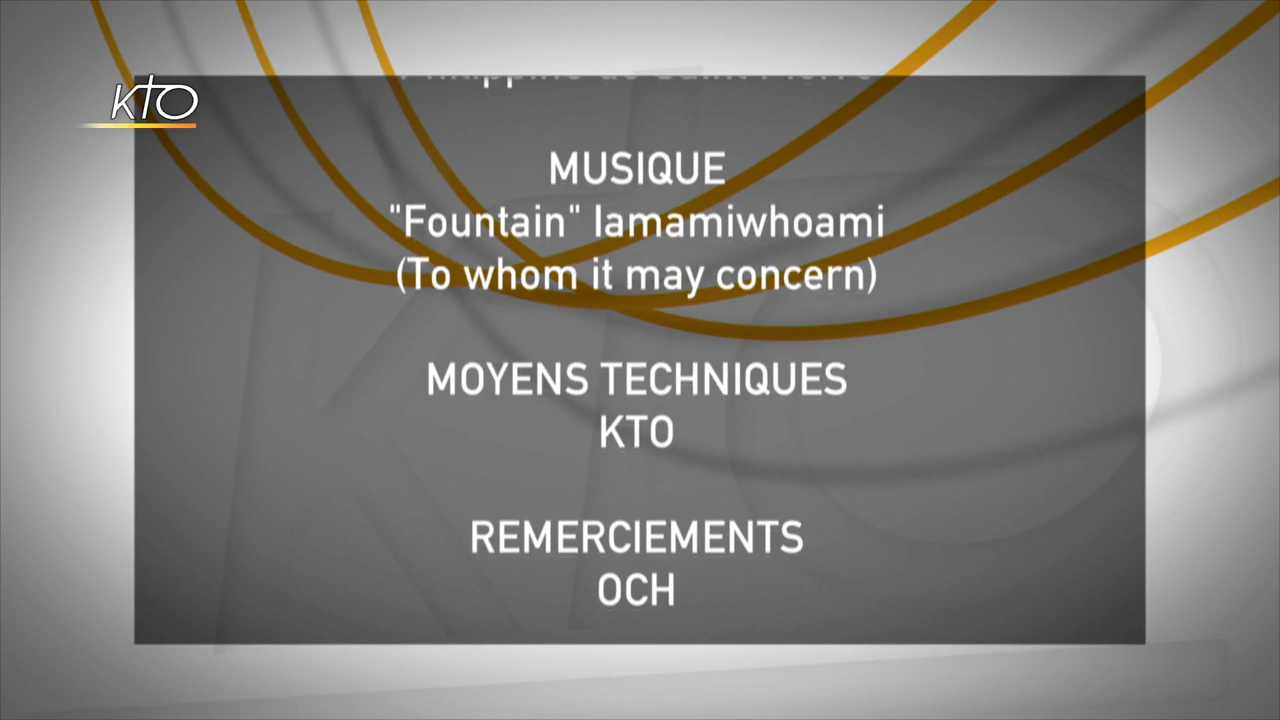 kto
MUSIQUE
"Fountain" Iamamiwhoami
(To whom it may concern)
MOYENS TECHNIQUES
KTO
REMERCIEMENTS
OCH